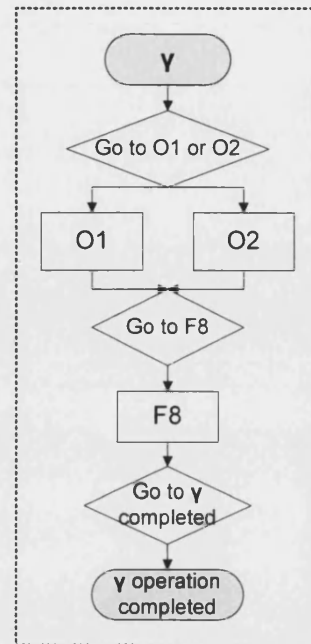 γ
Go to O1 or O2
O1
O2
Go to F8
F8
Go to γ
completed
γ operation
completed